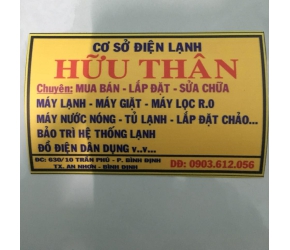 CƠ SỞ ĐIỆN LẠNH
HỮU THÂN
Chuyên: MUA BÁN - LẮP ĐẶT - SỬA CHỮA
MÁY LẠNH - MÁY GIẶT - MÁY LỌC R.O
MÁY NƯỚC NÓNG - TỦ LẠNH - LẮP ĐẶT CHẢO...
BẢO TRÌ HỆ THỐNG LẠNH
ĐỒ ĐIỆN DÂN DỤNG v..v...
ĐC: 630/10 TRẦN PHÚ - P. BÌNH ĐỊNH
TX. AN NHƠN - BÌNH ĐỊNH
DĐ: 0903.612.056